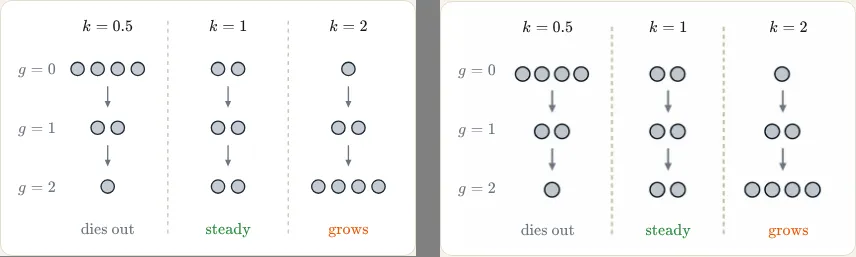 k = 0.5 k = 1 k = 2
g = 0
g = 1
g = 2
dies out steady grows
k = 0.5 k = 1 k = 2
g = 0
g = 1
g = 2
dies out steady grows